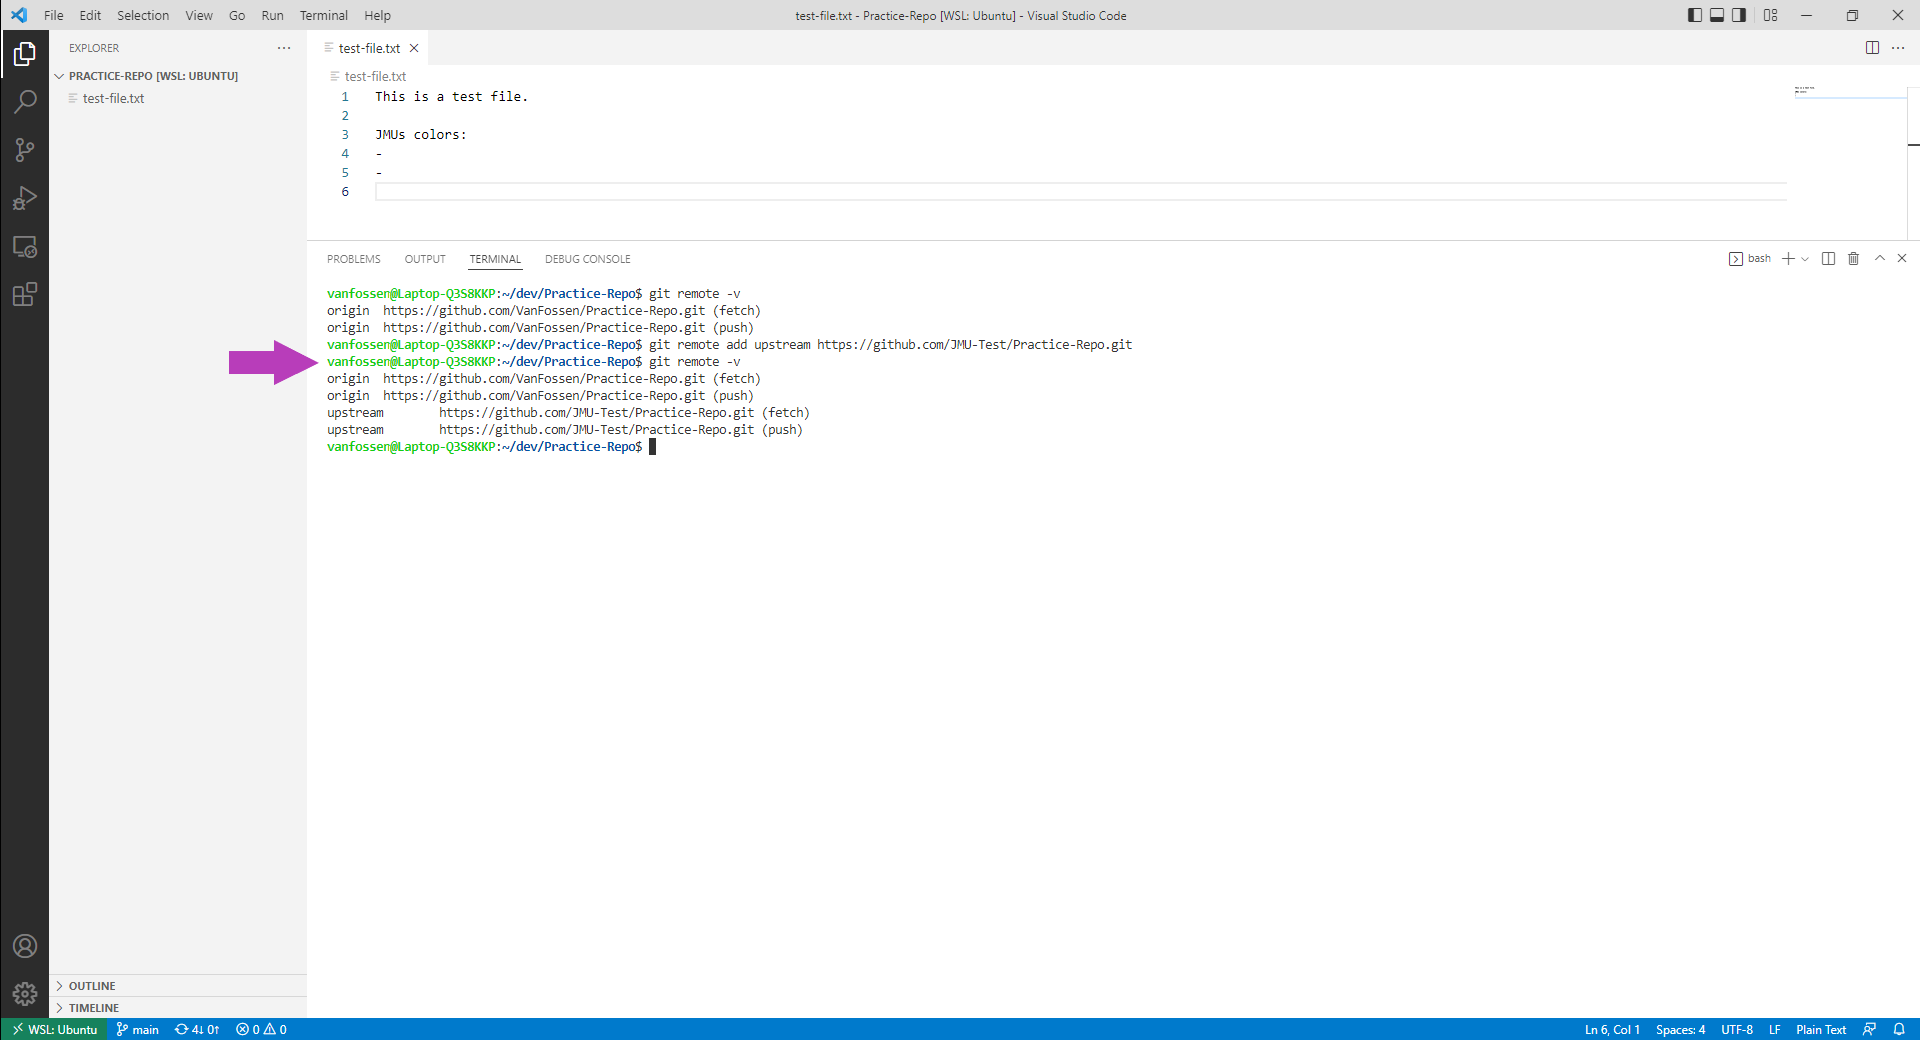 File Edit Selection View Go Run Terminal Help
test-file.txt - Practice-Repo [WSL: Ubuntu] - Visual Studio Code
EXPLORER
PRACTICE-REPO [WSL: UBUNTU]
test-file.txt
test-file.txt
test-file.txt
1 This is a test file.
2
3 JMUs colors:
4 -
5 -
6
PROBLEMS OUTPUT TERMINAL DEBUG CONSOLE
bash
vanfossen@Laptop-Q3S8KKP:~/dev/Practice-Repo$ git remote -v
origin https://github.com/VanFossen/Practice-Repo.git (fetch)
origin https://github.com/VanFossen/Practice-Repo.git (push)
vanfossen@Laptop-Q3S8KKP:~/dev/Practice-Repo$ git remote add upstream https://github.com/JMU-Test/Practice-Repo.git
vanfossen@Laptop-Q3S8KKP:~/dev/Practice-Repo$ git remote -v
origin https://github.com/VanFossen/Practice-Repo.git (fetch)
origin https://github.com/VanFossen/Practice-Repo.git (push)
upstream https://github.com/JMU-Test/Practice-Repo.git (fetch)
upstream https://github.com/JMU-Test/Practice-Repo.git (push)
vanfossen@Laptop-Q3S8KKP:~/dev/Practice-Repo$
OUTLINE
TIMELINE
WSL: Ubuntu main 4↓ 0↑ 0 0 Ln 6, Col 1 Spaces: 4 UTF-8 LF Plain Text